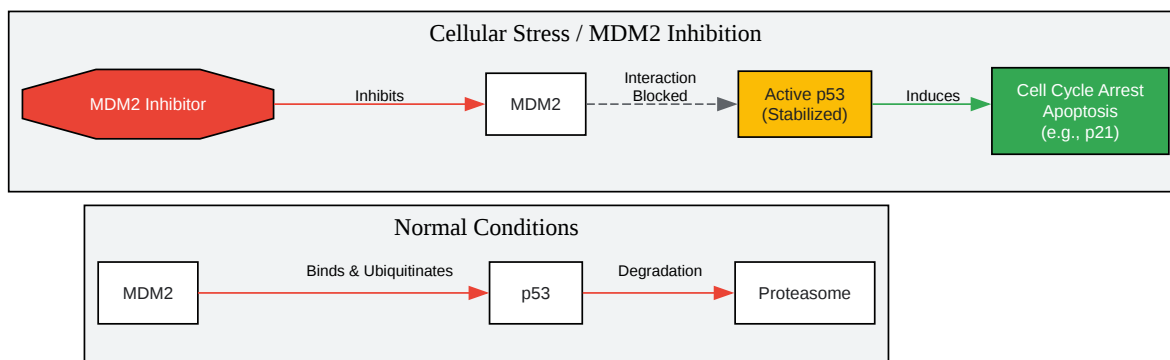 Cellular Stress / MDM2 Inhibition
MDM2 Inhibitor
Inhibits
MDM2
Interaction
Blocked
Active p53
(Stabilized)
Induces
Cell Cycle Arrest
Apoptosis
(e.g., p21)
Normal Conditions
MDM2
Binds & Ubiquitinates
p53
Degradation
Proteasome